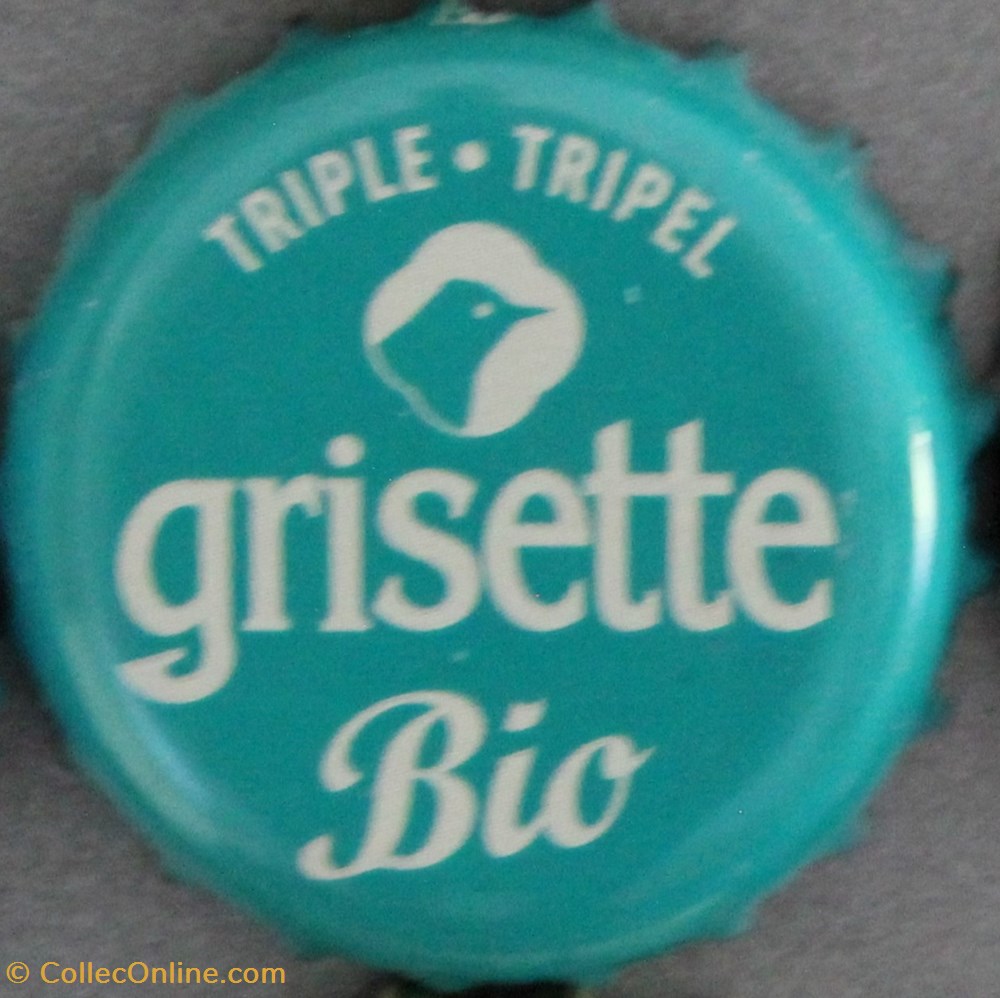 TRIPLE • TRIPEL
grisette
Bio
© CollecOnline.com